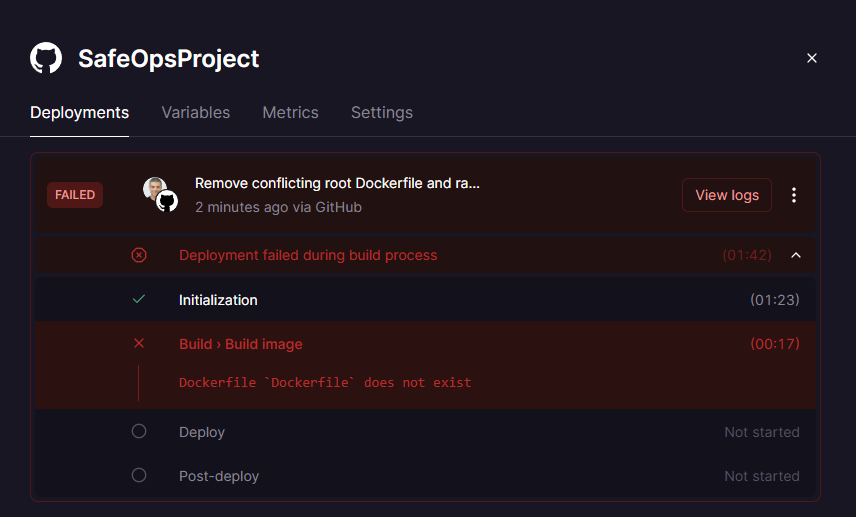 SafeOpsProject
Deployments Variables Metrics Settings
FAILED
Remove conflicting root Dockerfile and ra...
2 minutes ago via GitHub
View logs
Deployment failed during build process (01:42)
Initialization (01:23)
Build › Build image (00:17)
Dockerfile `Dockerfile` does not exist
Deploy Not started
Post-deploy Not started